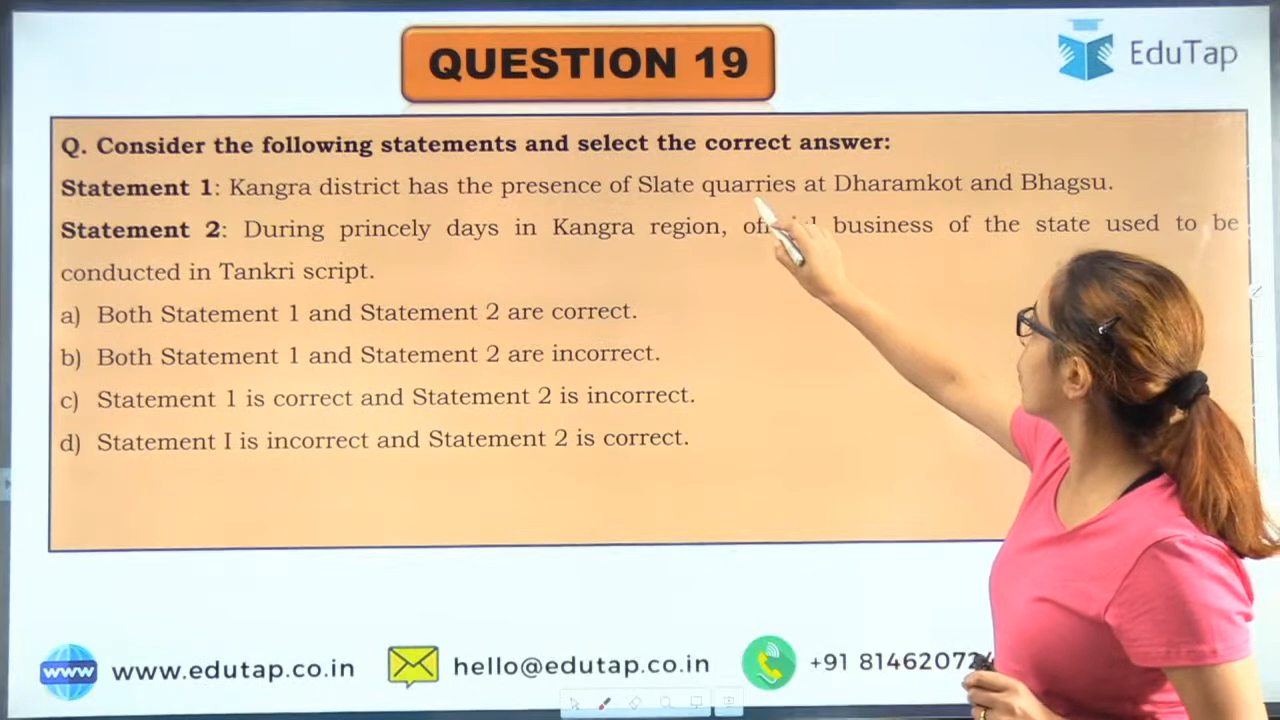 QUESTION 19
EduTap
Q. Consider the following statements and select the correct answer:
Statement 1: Kangra district has the presence of Slate quarries at Dharamkot and Bhagsu.
Statement 2: During princely days in Kangra region, business of the state used to be
conducted in Tankri script.
a) Both Statement 1 and Statement 2 are correct.
b) Both Statement 1 and Statement 2 are incorrect.
c) Statement 1 is correct and Statement 2 is incorrect.
d) Statement I is incorrect and Statement 2 is correct.
www www.edutap.co.in hello@edutap.co.in +91 81462072